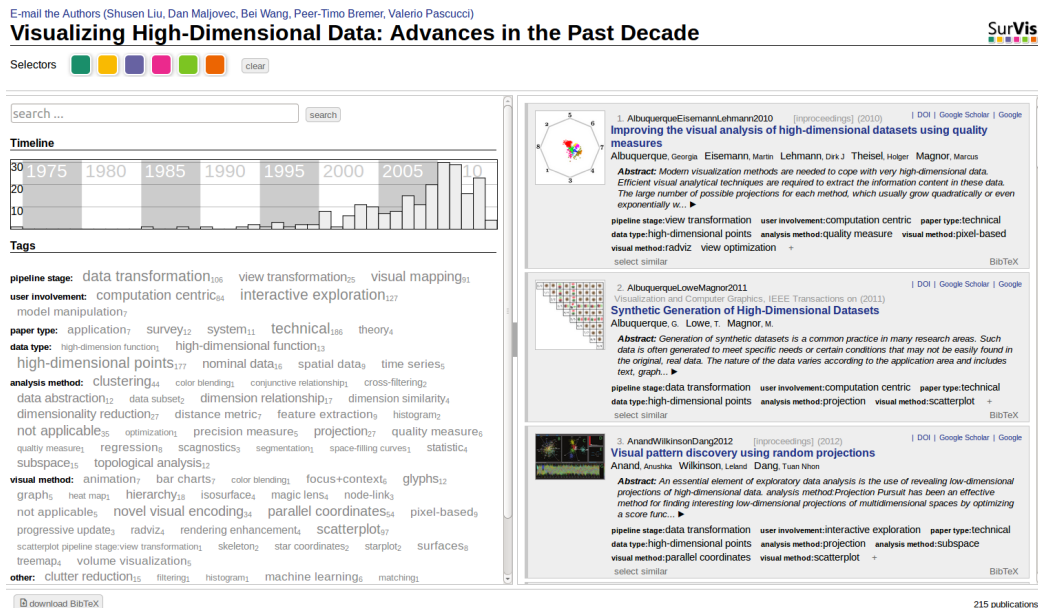 E-mail the Authors (Shusen Liu, Dan Maljovec, Bei Wang, Peer-Timo Bremer, Valerio Pascucci)
Visualizing High-Dimensional Data: Advances in the Past Decade
SurVis
Selectors
clear
search ...
search
Timeline
30
20
10
1975 1980 1985 1990 1995 2000 2005 10
Tags
pipeline stage: data transformation106 view transformation25 visual mapping91
user involvement: computation centric84 interactive exploration127
model manipulation7
paper type: application7 survey12 system11 technical186 theory4
data type: high-dimensional function1 high-dimensional function13
high-dimensional points177 nominal data16 spatial data9 time series5
analysis method: clustering44 color blending1 conjunctive relationship1 cross-filtering2
data abstraction12 data subset2 dimension relationship17 dimension similarity4
dimensionality reduction27 distance metric7 feature extraction9 histogram2
not applicable35 optimization1 precision measure5 projection27 quality measure6
qualtiy measure1 regression8 scagnostics3 segmentation1 space-filling curves1 statistic4
subspace15 topological analysis12
visual method: animation7 bar charts7 color blending1 focus+context6 glyphs12
graph5 heat map1 hierarchy18 isosurface4 magic lens4 node-link3
not applicable5 novel visual encoding34 parallel coordinates54 pixel-based9
progressive update3 radviz4 rendering enhancement4 scatterplot97
scatterplot pipeline stage:view transformation1 skeleton2 star coordinates2 starplot2 surfaces8
treemap4 volume visualization5
other: clutter reduction15 filtering1 histogram1 machine learning6 matching1
download BibTeX
1. AlbuquerqueEisemannLehmann2010 [inproceedings] (2010) | DOI | Google Scholar | Google
Improving the visual analysis of high-dimensional datasets using quality
measures
Albuquerque, Georgia Eisemann, Martin Lehmann, Dirk J Theisel, Holger Magnor, Marcus
Abstract: Modern visualization methods are needed to cope with very high-dimensional data.
Efficient visual analytical techniques are required to extract the information content in these data.
The large number of possible projections for each method, which usually grow quadratically or even
exponentially w... ►
pipeline stage:view transformation user involvement:computation centric paper type:technical
data type:high-dimensional points analysis method:quality measure visual method:pixel-based
visual method:radviz view optimization +
select similar BibTeX
2. AlbuquerqueLoweMagnor2011 | DOI | Google Scholar | Google
Visualization and Computer Graphics, IEEE Transactions on (2011)
Synthetic Generation of High-Dimensional Datasets
Albuquerque, G. Lowe, T. Magnor, M.
Abstract: Generation of synthetic datasets is a common practice in many research areas. Such
data is often generated to meet specific needs or certain conditions that may not be easily found in
the original, real data. The nature of the data varies according to the application area and includes
text, graph... ►
pipeline stage:data transformation user involvement:computation centric paper type:technical
data type:high-dimensional points analysis method:projection visual method:scatterplot +
select similar BibTeX
3. AnandWilkinsonDang2012 [inproceedings] (2012) | DOI | Google Scholar | Google
Visual pattern discovery using random projections
Anand, Anushka Wilkinson, Leland Dang, Tuan Nhon
Abstract: An essential element of exploratory data analysis is the use of revealing low-dimensional
projections of high-dimensional data. analysis method:Projection Pursuit has been an effective
method for finding interesting low-dimensional projections of multidimensional spaces by optimizing
a score func... ►
pipeline stage:data transformation user involvement:interactive exploration paper type:technical
data type:high-dimensional points analysis method:projection analysis method:subspace
visual method:parallel coordinates visual method:scatterplot +
select similar BibTeX
215 publications